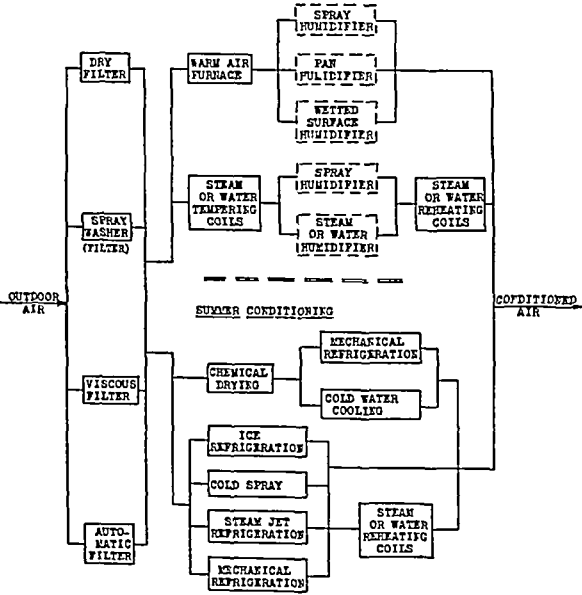 SPRAY
HUMIDIFIER
DRY
FILTER
WARM AIR
FURNACE
PAN
PULIDIFIER
WETTED
SURFACE
HUMIDIFIER
STEAM
OR WATER
TEMPERING
COILS
SPRAY
HUMIDIFIER
STEAM
OR WATER
REHEATING
COILS
SPRAY
WASHER
(FILTER)
STEAM
OR WATER
HUMIDIFIER
OUTDOOR
AIR
SUMMER CONDITIONING
CONDITIONED
AIR
MECHANICAL
REFRIGERATION
CHEMICAL
DRYING
COLD WATER
COOLING
VISCOUS
FILTER
ICE
REFRIGERATION
COLD SPRAY
STEAM JET
REFRIGERATION
STEAM
OR WATER
REHEATING
COILS
AUTO-
MATIC
FILTER
MECHANICAL
REFRIGERATION